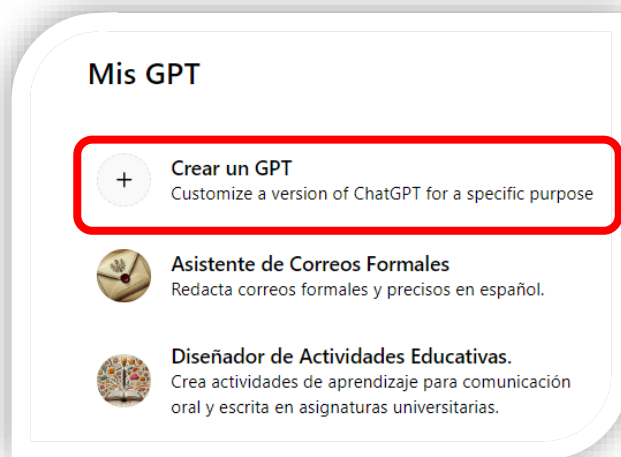 Mis GPT
Crear un GPT
Customize a version of ChatGPT for a specific purpose
Asistente de Correos Formales
Redacta correos formales y precisos en español.
Diseñador de Actividades Educativas.
Crea actividades de aprendizaje para comunicación
oral y escrita en asignaturas universitarias.